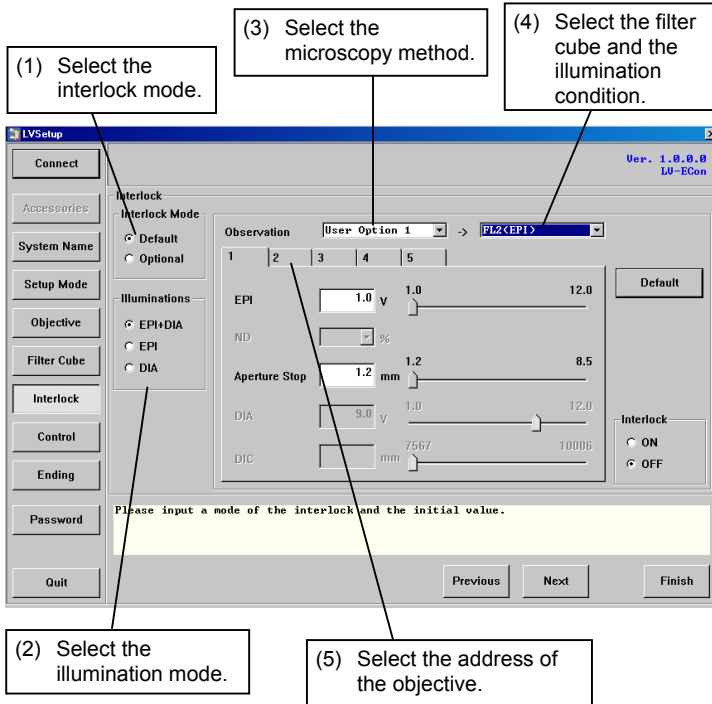 (1) Select the
interlock mode.
(3) Select the
microscopy method.
(4) Select the filter
cube and the
illumination
condition.
LVSetup
Connect
Ver. 1.0.0.0
LV-ECon
Accessories
System Name
Setup Mode
Objective
Filter Cube
Interlock
Control
Ending
Password
Quit
Interlock
Interlock Mode
Default
Optional
Illuminations
EPI+DIA
EPI
DIA
Observation User Option 1 -> FL2(EPI)
1 2 3 4 5
EPI 1.0 V 1.0 12.0
ND %
Aperture Stop 1.2 mm 1.2 8.5
DIA 9.0 V 1.0 12.0
DIC mm 7567 10006
Default
Interlock
ON
OFF
Please input a mode of the interlock and the initial value.
Previous Next Finish
(2) Select the
illumination mode.
(5) Select the address of
the objective.